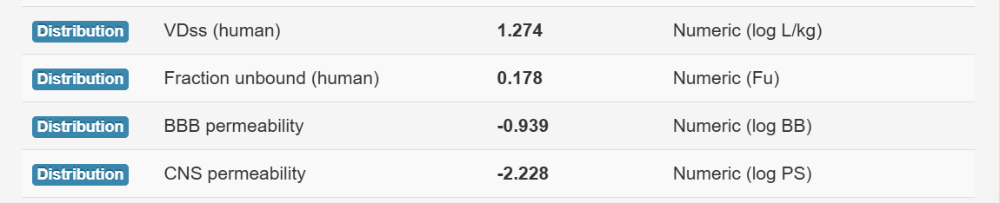 Distribution VDss (human) 1.274 Numeric (log L/kg)
Distribution Fraction unbound (human) 0.178 Numeric (Fu)
Distribution BBB permeability -0.939 Numeric (log BB)
Distribution CNS permeability -2.228 Numeric (log PS)